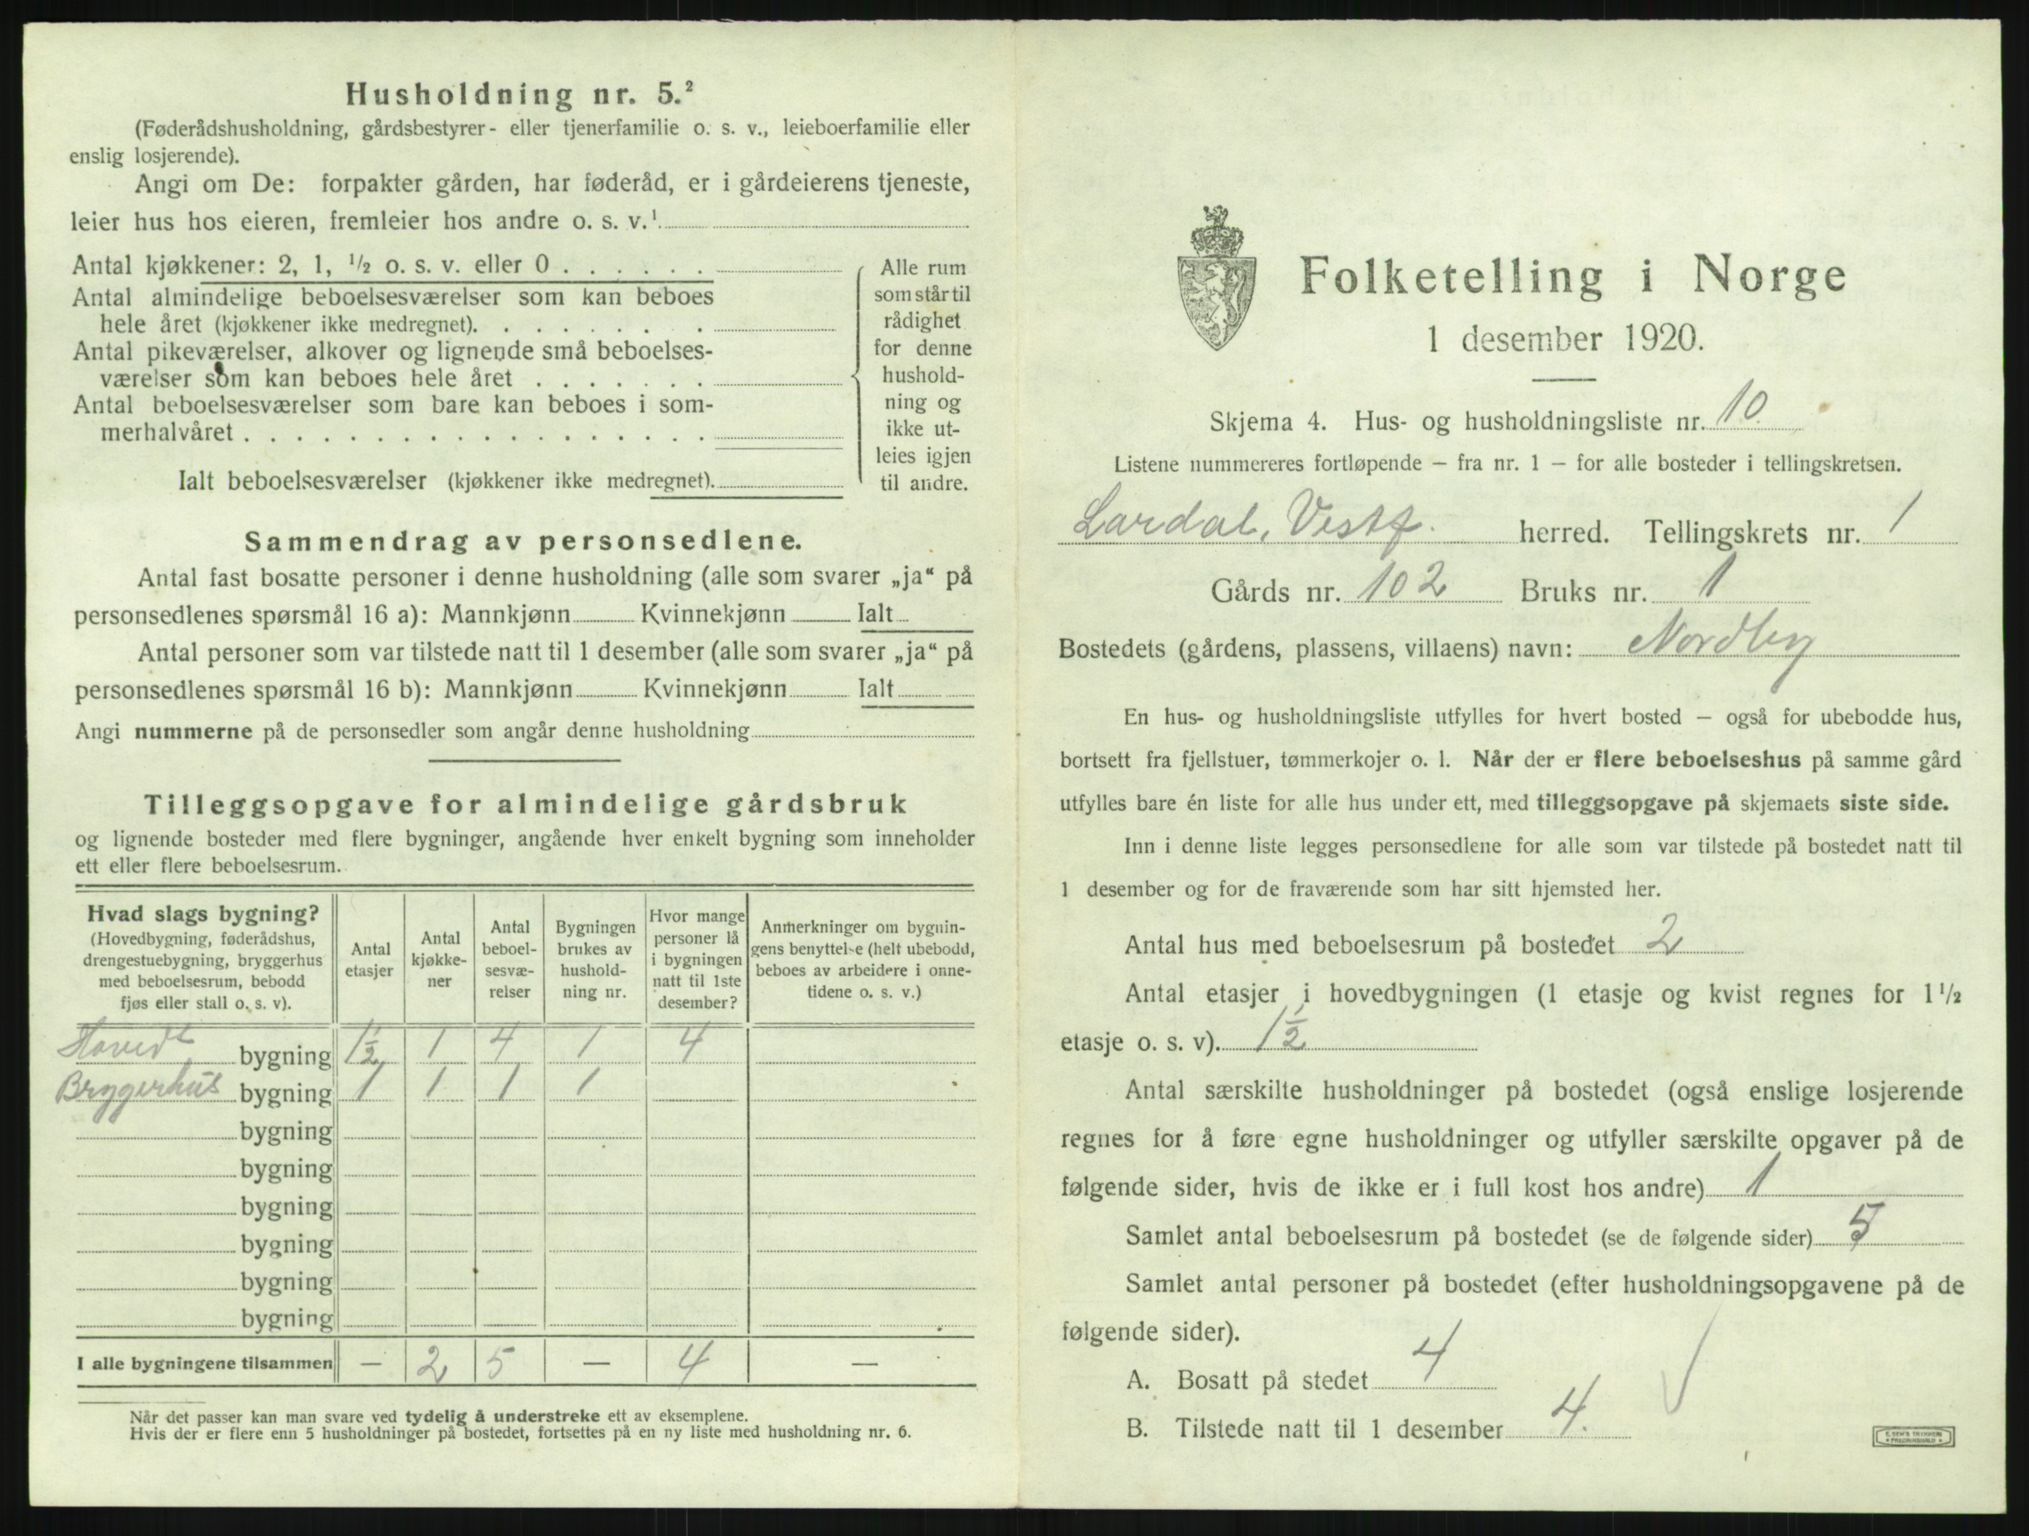 Husholdning nr. 5.²
(Føderådshusholdning, gårdsbestyrer- eller tjenerfamilie o. s. v., leieboerfamilie eller
enslig losjerende).
Angi om De: forpakter gården, har føderåd, er i gårdeierens tjeneste,
leier hus hos eieren, fremleier hos andre o. s. v.¹
Antal kjøkkener: 2, 1, ½ o. s. v. eller 0 . . . . . .
Antal almindelige beboelsesværelser som kan beboes
hele året (kjøkkener ikke medregnet). . . . . . . .
Antal pikeværelser, alkover og lignende små beboelses-
værelser som kan beboes hele året . . . . . . .
Antal beboelsesværelser som bare kan beboes i som-
merhalvåret . . . . . . . . . . . . . . . . . .
Ialt beboelsesværelser (kjøkkener ikke medregnet).
Alle rum
som står til
rådighet
for denne
hushold-
ning og
ikke ut-
leies igjen
til andre.
Sammendrag av personsedlene.
Antal fast bosatte personer i denne husholdning (alle som svarer „ja“ på
personsedlenes spørsmål 16 a): Mannkjønn Kvinnekjønn Ialt
Antal personer som var tilstede natt til 1 desember (alle som svarer „ja“ på
personsedlenes spørsmål 16 b): Mannkjønn Kvinnekjønn Ialt
Angi nummerne på de personsedler som angår denne husholdning
Tilleggsopgave for almindelige gårdsbruk
og lignende bosteder med flere bygninger, angående hver enkelt bygning som inneholder
ett eller flere beboelsesrum.
Hvad slags bygning?
(Hovedbygning, føderådshus,
drengestuebygning, bryggerhus
med beboelsesrum, bebodd
fjøs eller stall o. s. v).
Antal
etasjer
Antal
kjøkke-
ner
Antal
beboel-
sesvæ-
relser
Bygningen
brukes av
hushold-
ning nr.
Hvor mange
personer lå
i bygningen
natt til 1ste
desember?
Anmerkninger om bygnin-
gens benyttelse (helt ubebodd,
beboes av arbeidere i onne-
tidene o. s. v.)
Hovedt bygning 1½ 1 4 1 4
Bryggerhus bygning 1 1 1 1
bygning
bygning
bygning
bygning
bygning
bygning
I alle bygningene tilsammen — 2 5 — 4 —
Når det passer kan man svare ved tydelig å understreke ett av eksemplene.
Hvis der er flere enn 5 husholdninger på bostedet, fortsettes på en ny liste med husholdning nr. 6.
Folketelling i Norge
1 desember 1920.
Skjema 4. Hus- og husholdningsliste nr. 10
Listene nummereres fortløpende — fra nr. 1 — for alle bosteder i tellingskretsen.
Lardal, Vestf. herred. Tellingskrets nr. 1
Gårds nr. 102 Bruks nr. 1
Bostedets (gårdens, plassens, villaens) navn: Nordby
En hus- og husholdningsliste utfylles for hvert bosted — også for ubebodde hus,
bortsett fra fjellstuer, tømmerkojer o. l. Når der er flere beboelseshus på samme gård
utfylles bare én liste for alle hus under ett, med tilleggsopgave på skjemaets siste side.
Inn i denne liste legges personsedlene for alle som var tilstede på bostedet natt til
1 desember og for de fraværende som har sitt hjemsted her.
Antal hus med beboelsesrum på bostedet 2
Antal etasjer i hovedbygningen (1 etasje og kvist regnes for 1½
etasje o. s. v). 1½
Antal særskilte husholdninger på bostedet (også enslige losjerende
regnes for å føre egne husholdninger og utfyller særskilte opgaver på de
følgende sider, hvis de ikke er i full kost hos andre) 1
Samlet antal beboelsesrum på bostedet (se de følgende sider) 5
Samlet antal personer på bostedet (efter husholdningsopgavene på de
følgende sider).
A. Bosatt på stedet 4
B. Tilstede natt til 1 desember 4.